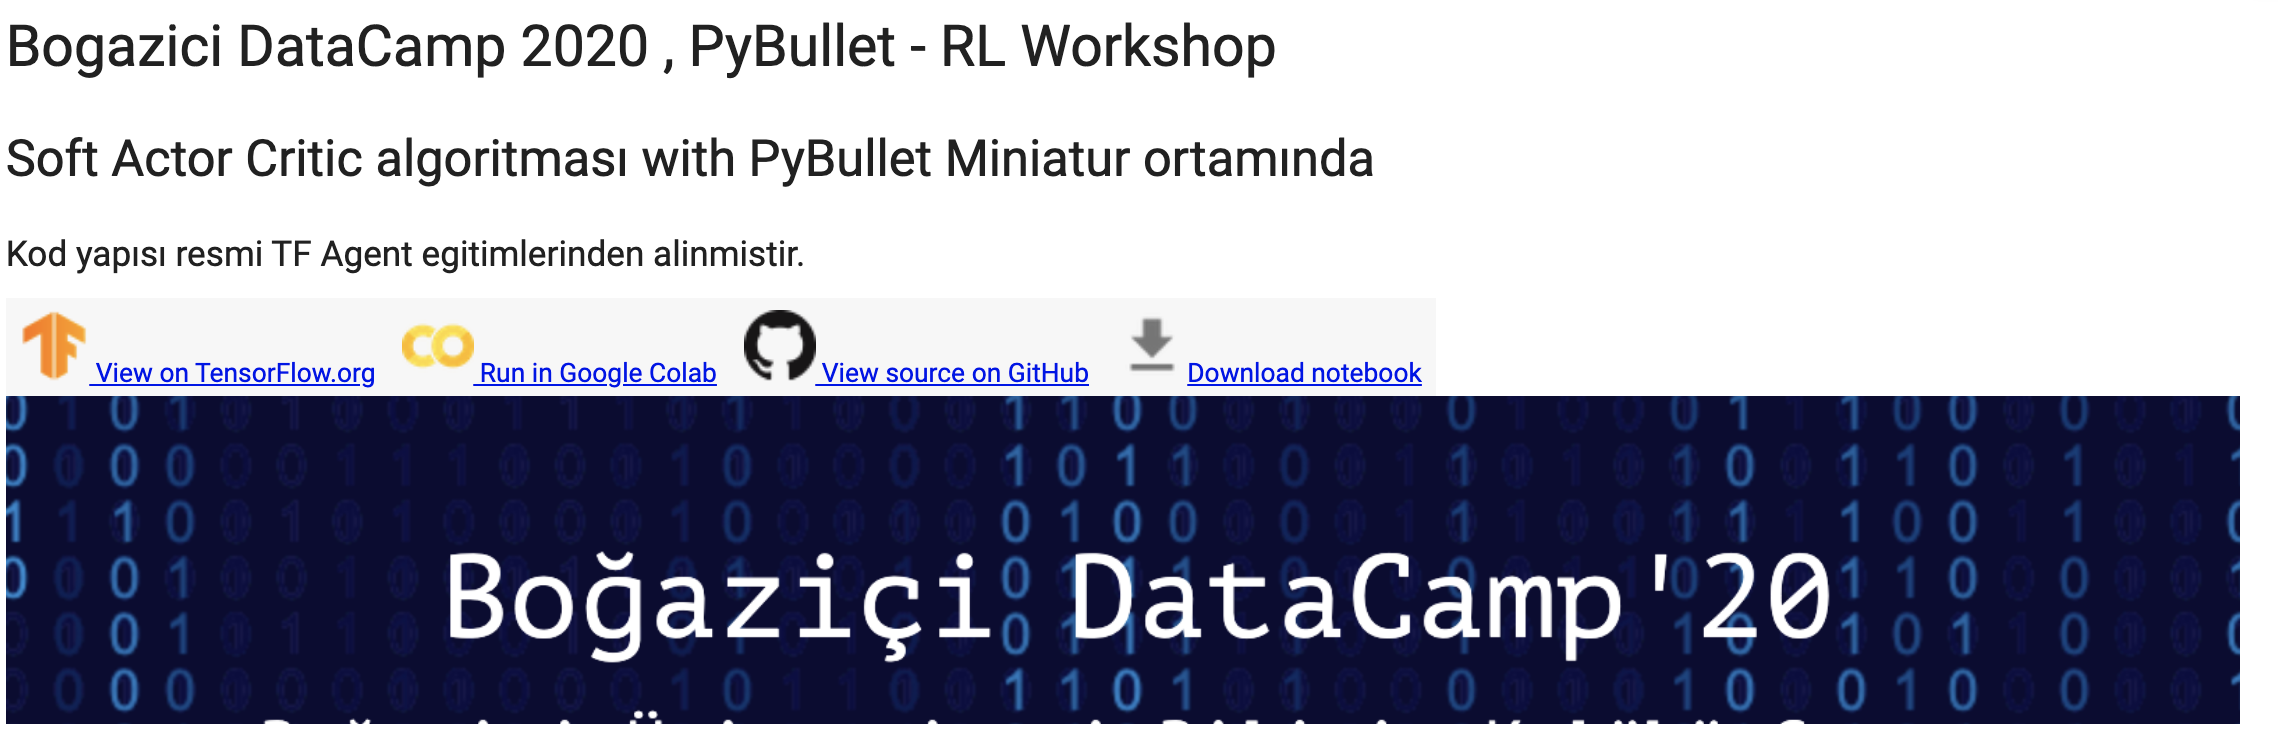 Bogazici DataCamp 2020 , PyBullet - RL Workshop
Soft Actor Critic algoritması with PyBullet Miniatur ortamında
Kod yapısı resmi TF Agent egitimlerinden alinmistir.
View on TensorFlow.org Run in Google Colab View source on GitHub Download notebook
Boğaziçi DataCamp'20